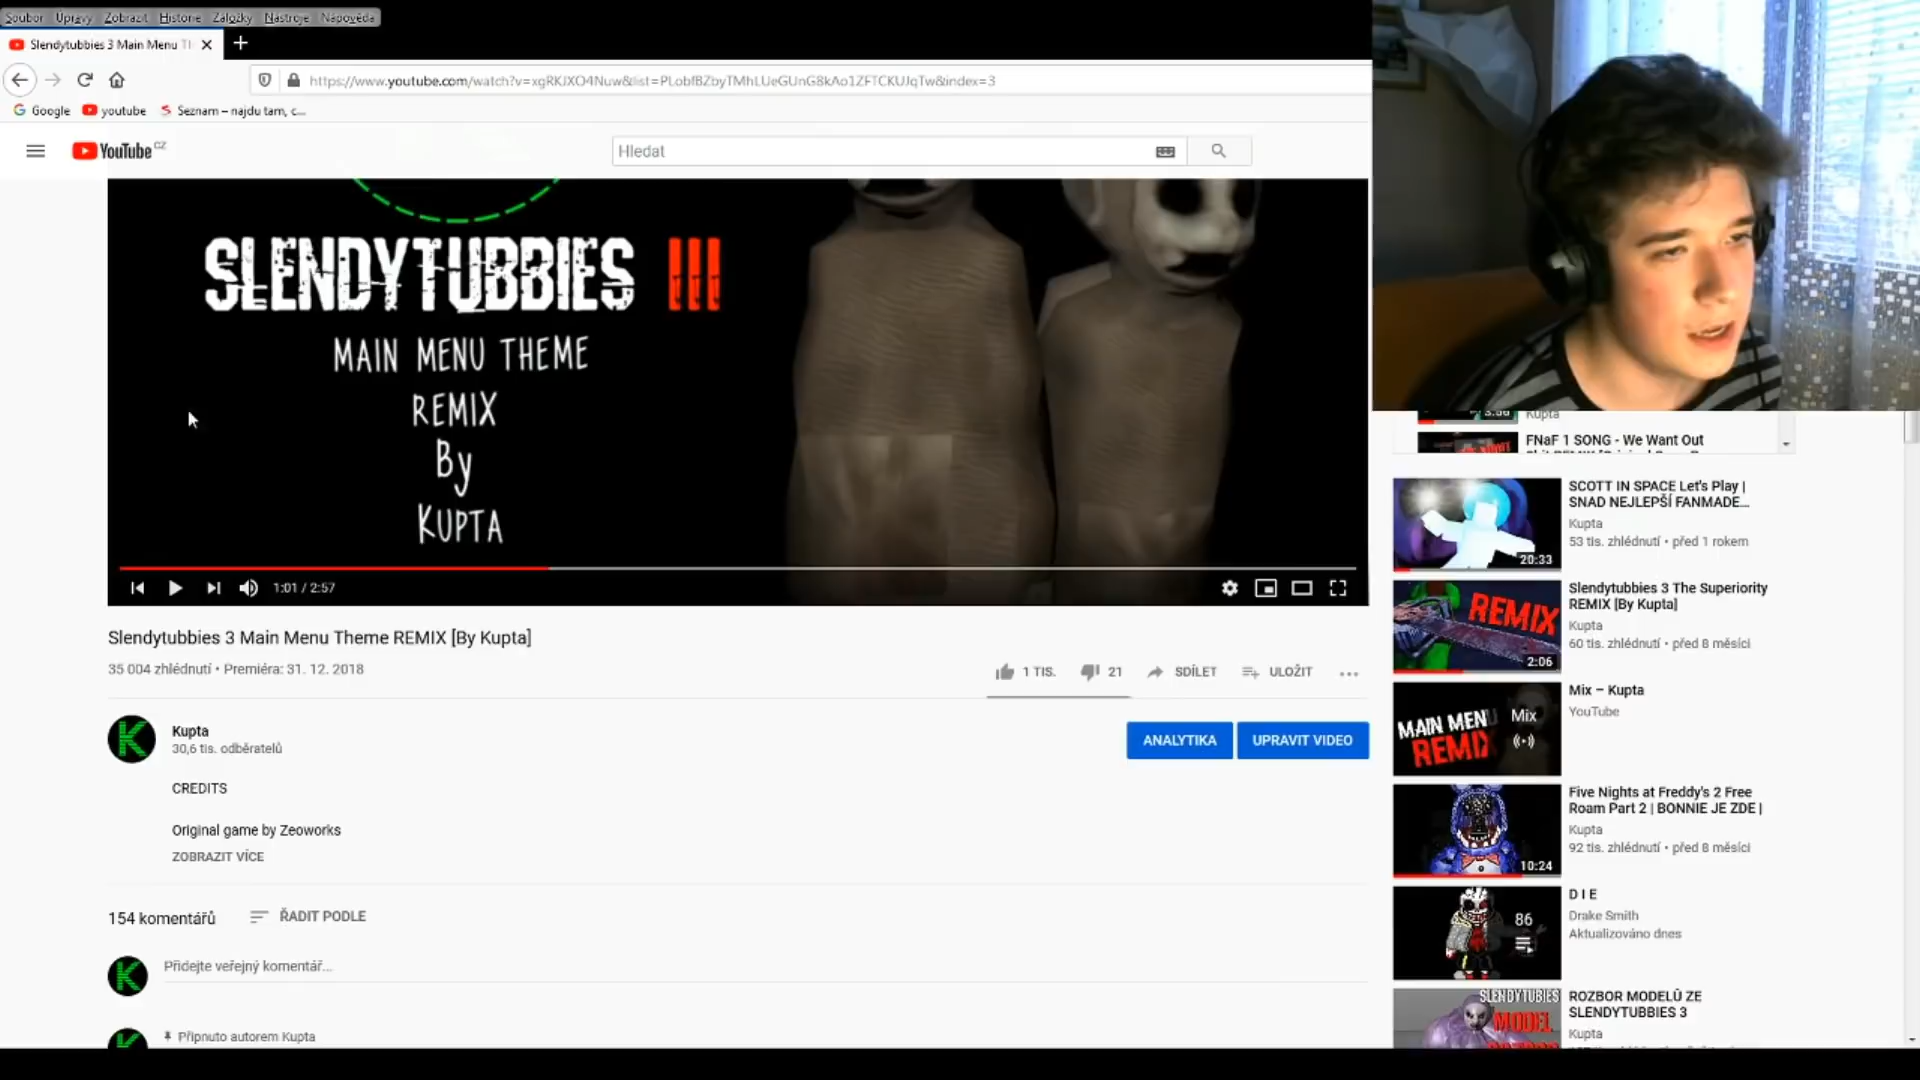 Soubor Úpravy Zobrazit Historie Záložky Nástroje Nápověda
Slendytubbies 3 Main Menu Th
https://www.youtube.com/watch?v=xgRKJXO4Nuw&list=PLobfBZbyTMhLUeGUnG8kAo1ZFTCKUJqTw&index=3
Google youtube Seznam – najdu tam, c...
YouTube CZ
Hledat
SLENDYTUBBIES III
MAIN MENU THEME
REMIX
By
KUPTA
1:01 / 2:57
Slendytubbies 3 Main Menu Theme REMIX [By Kupta]
35 004 zhlédnutí • Premiéra: 31. 12. 2018
1 TIS. 21 SDÍLET ULOŽIT
Kupta
30,6 tis. odběratelů
ANALYTIKA UPRAVIT VIDEO
CREDITS
Original game by Zeoworks
ZOBRAZIT VÍCE
154 komentářů ŘADIT PODLE
Přidejte veřejný komentář...
Připnuto autorem Kupta
3:56
Kupta
FNaF 1 SONG - We Want Out
SCOTT IN SPACE Let's Play |
SNAD NEJLEPŠÍ FANMADE...
Kupta
53 tis. zhlédnutí • před 1 rokem
20:33
Slendytubbies 3 The Superiority
REMIX [By Kupta]
Kupta
60 tis. zhlédnutí • před 8 měsíci
REMIX
2:06
Mix – Kupta
YouTube
MAIN MENU
REMIX
Mix
Five Nights at Freddy's 2 Free
Roam Part 2 | BONNIE JE ZDE |
Kupta
92 tis. zhlédnutí • před 8 měsíci
10:24
D I E
Drake Smith
Aktualizováno dnes
86
ROZBOR MODELŮ ZE
SLENDYTUBBIES 3
Kupta
SLENDYTUBIES
MODEL